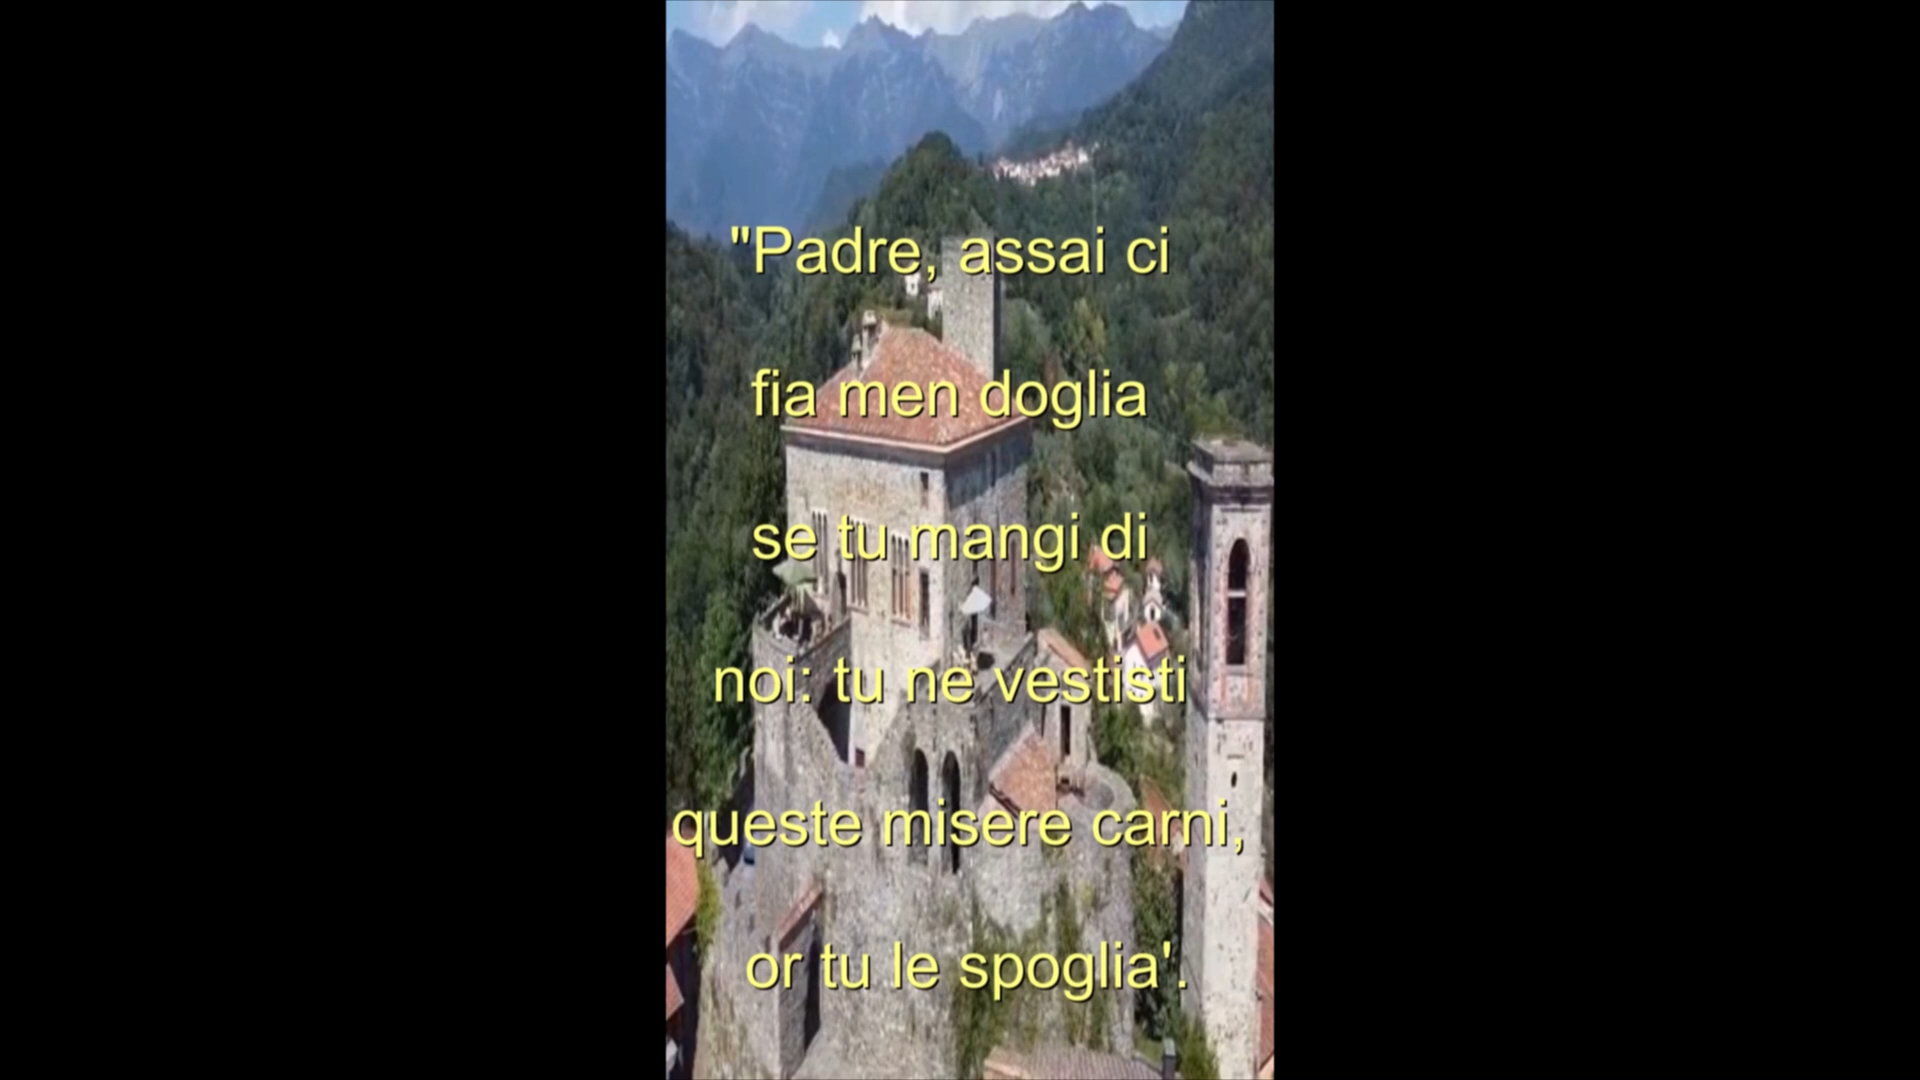 "Padre, assai ci
fia men doglia
se tu mangi di
noi: tu ne vestisti
queste misere carni,
or tu le spoglia'.